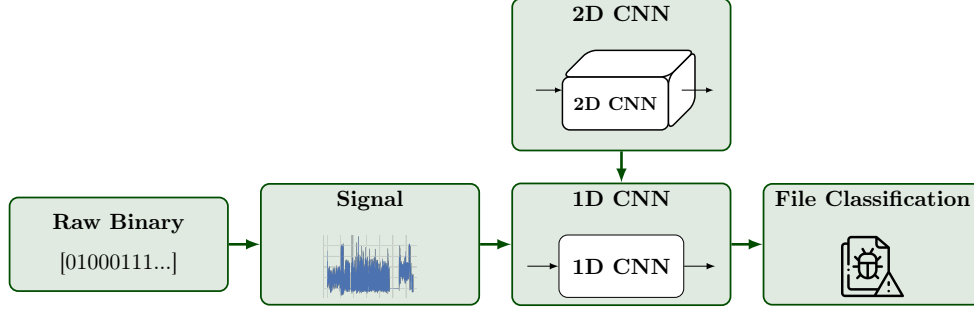 2D CNN
2D CNN
Raw Binary
[01000111...]
Signal
1D CNN
1D CNN
File Classification